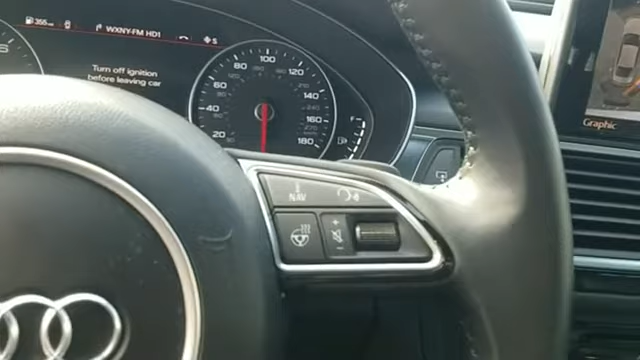 355
WXNY-FM HD1
S
Turn off ignition
before leaving car
20
40
60
80
100
120
140
160
180
NAV
Graphic